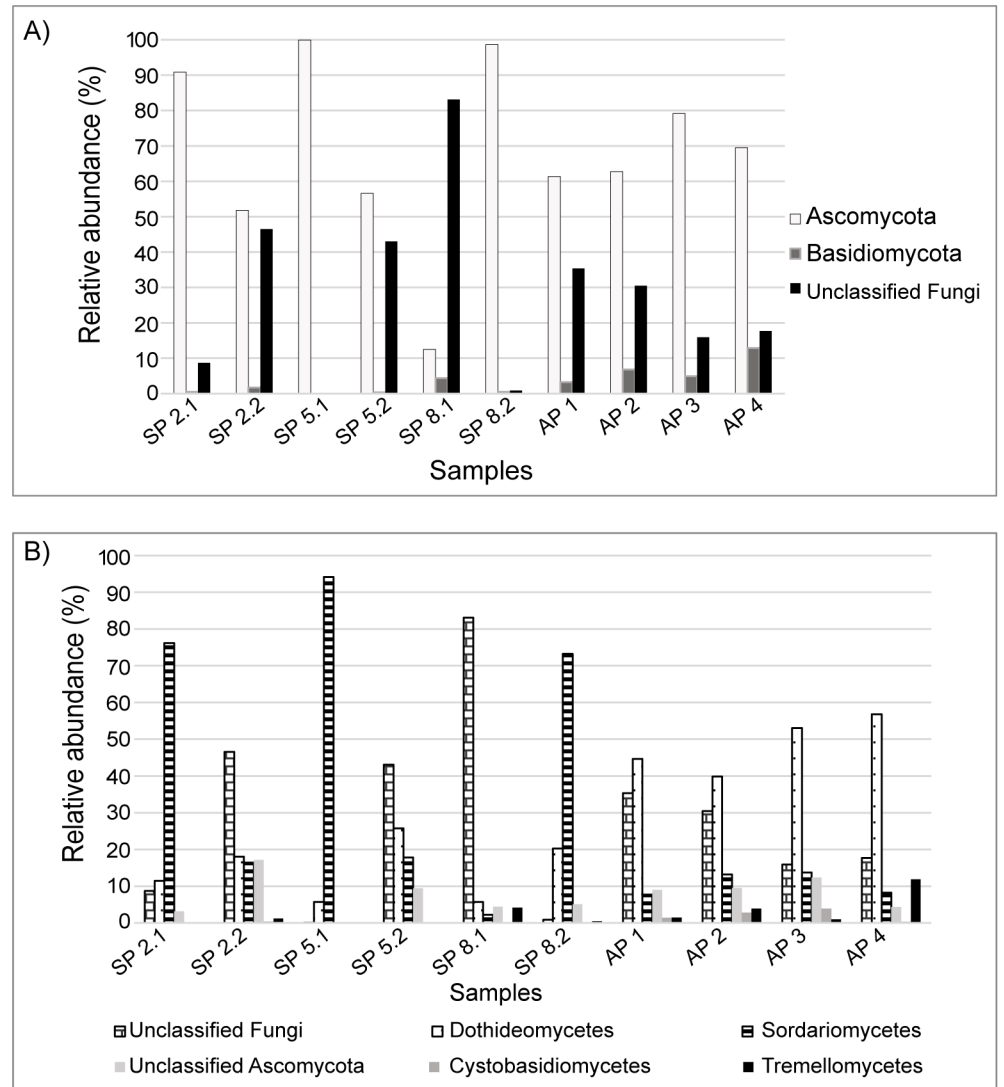 A)
Relative abundance (%)
100
90
80
70
60
50
40
30
20
10
0
SP 2.1
SP 2.2
SP 5.1
SP 5.2
SP 8.1
SP 8.2
AP 1
AP 2
AP 3
AP 4
Samples
Ascomycota
Basidiomycota
Unclassified Fungi
B)
Relative abundance (%)
100
90
80
70
60
50
40
30
20
10
0
SP 2.1
SP 2.2
SP 5.1
SP 5.2
SP 8.1
SP 8.2
AP 1
AP 2
AP 3
AP 4
Samples
Unclassified Fungi Dothideomycetes Sordariomycetes
Unclassified Ascomycota Cystobasidiomycetes Tremellomycetes